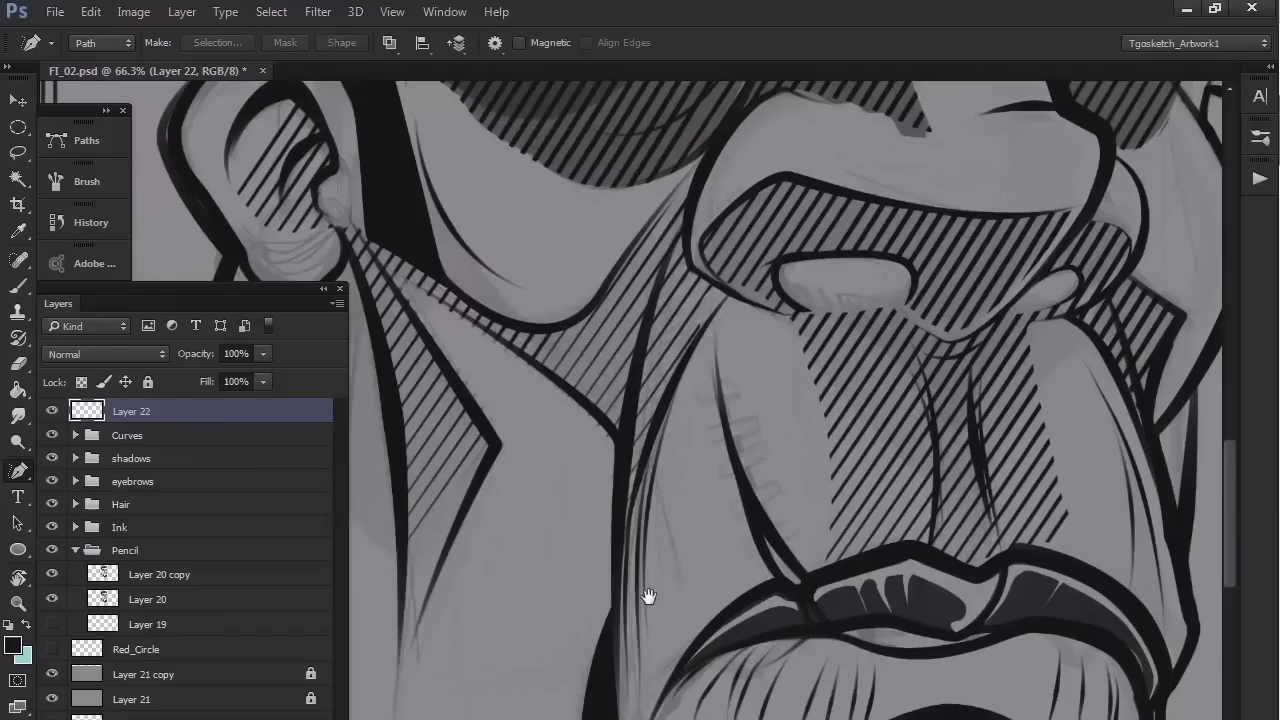 Ps File Edit Image Layer Type Select Filter 3D View Window Help
Path Make: Selection... Mask Shape Magnetic Align Edges Tgosketch_Artwork1
FI_02.psd @ 66.3% (Layer 22, RGB/8) *
A
Paths
Brush
History
Adobe ...
Layers
Kind
Normal Opacity: 100%
Lock: Fill: 100%
Layer 22
Curves
shadows
eyebrows
Hair
Ink
Pencil
Layer 20 copy
Layer 20
Layer 19
Red_Circle
Layer 21 copy
Layer 21